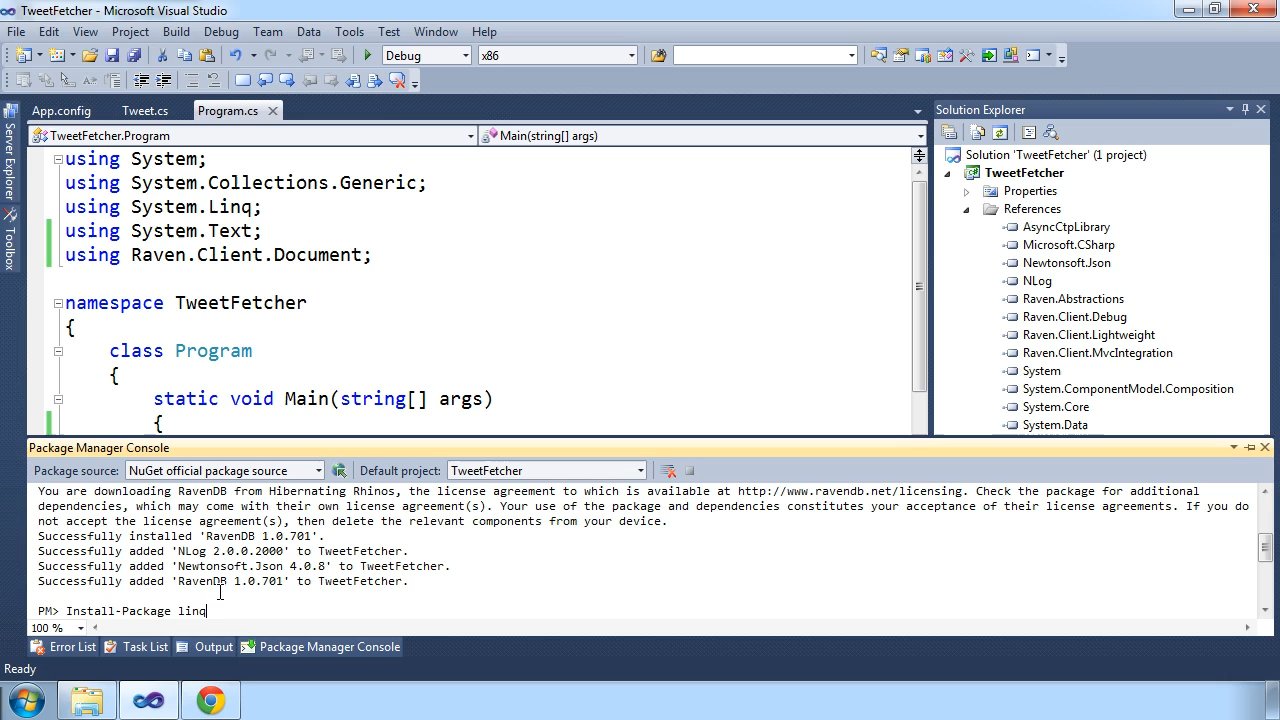 TweetFetcher - Microsoft Visual Studio
File Edit View Project Build Debug Team Data Tools Test Window Help
Debug x86
App.config Tweet.cs Program.cs
TweetFetcher.Program Main(string[] args)
using System;
using System.Collections.Generic;
using System.Linq;
using System.Text;
using Raven.Client.Document;
namespace TweetFetcher
{
class Program
{
static void Main(string[] args)
{
Server Explorer
Toolbox
Solution Explorer
Solution 'TweetFetcher' (1 project)
TweetFetcher
Properties
References
AsyncCtpLibrary
Microsoft.CSharp
Newtonsoft.Json
NLog
Raven.Abstractions
Raven.Client.Debug
Raven.Client.Lightweight
Raven.Client.MvcIntegration
System
System.ComponentModel.Composition
System.Core
System.Data
Package Manager Console
Package source: NuGet official package source Default project: TweetFetcher
You are downloading RavenDB from Hibernating Rhinos, the license agreement to which is available at http://www.ravendb.net/licensing. Check the package for additional
dependencies, which may come with their own license agreement(s). Your use of the package and dependencies constitutes your acceptance of their license agreements. If you do
not accept the license agreement(s), then delete the relevant components from your device.
Successfully installed 'RavenDB 1.0.701'.
Successfully added 'NLog 2.0.0.2000' to TweetFetcher.
Successfully added 'Newtonsoft.Json 4.0.8' to TweetFetcher.
Successfully added 'RavenDB 1.0.701' to TweetFetcher.
PM> Install-Package linq
100 %
Error List Task List Output Package Manager Console
Ready